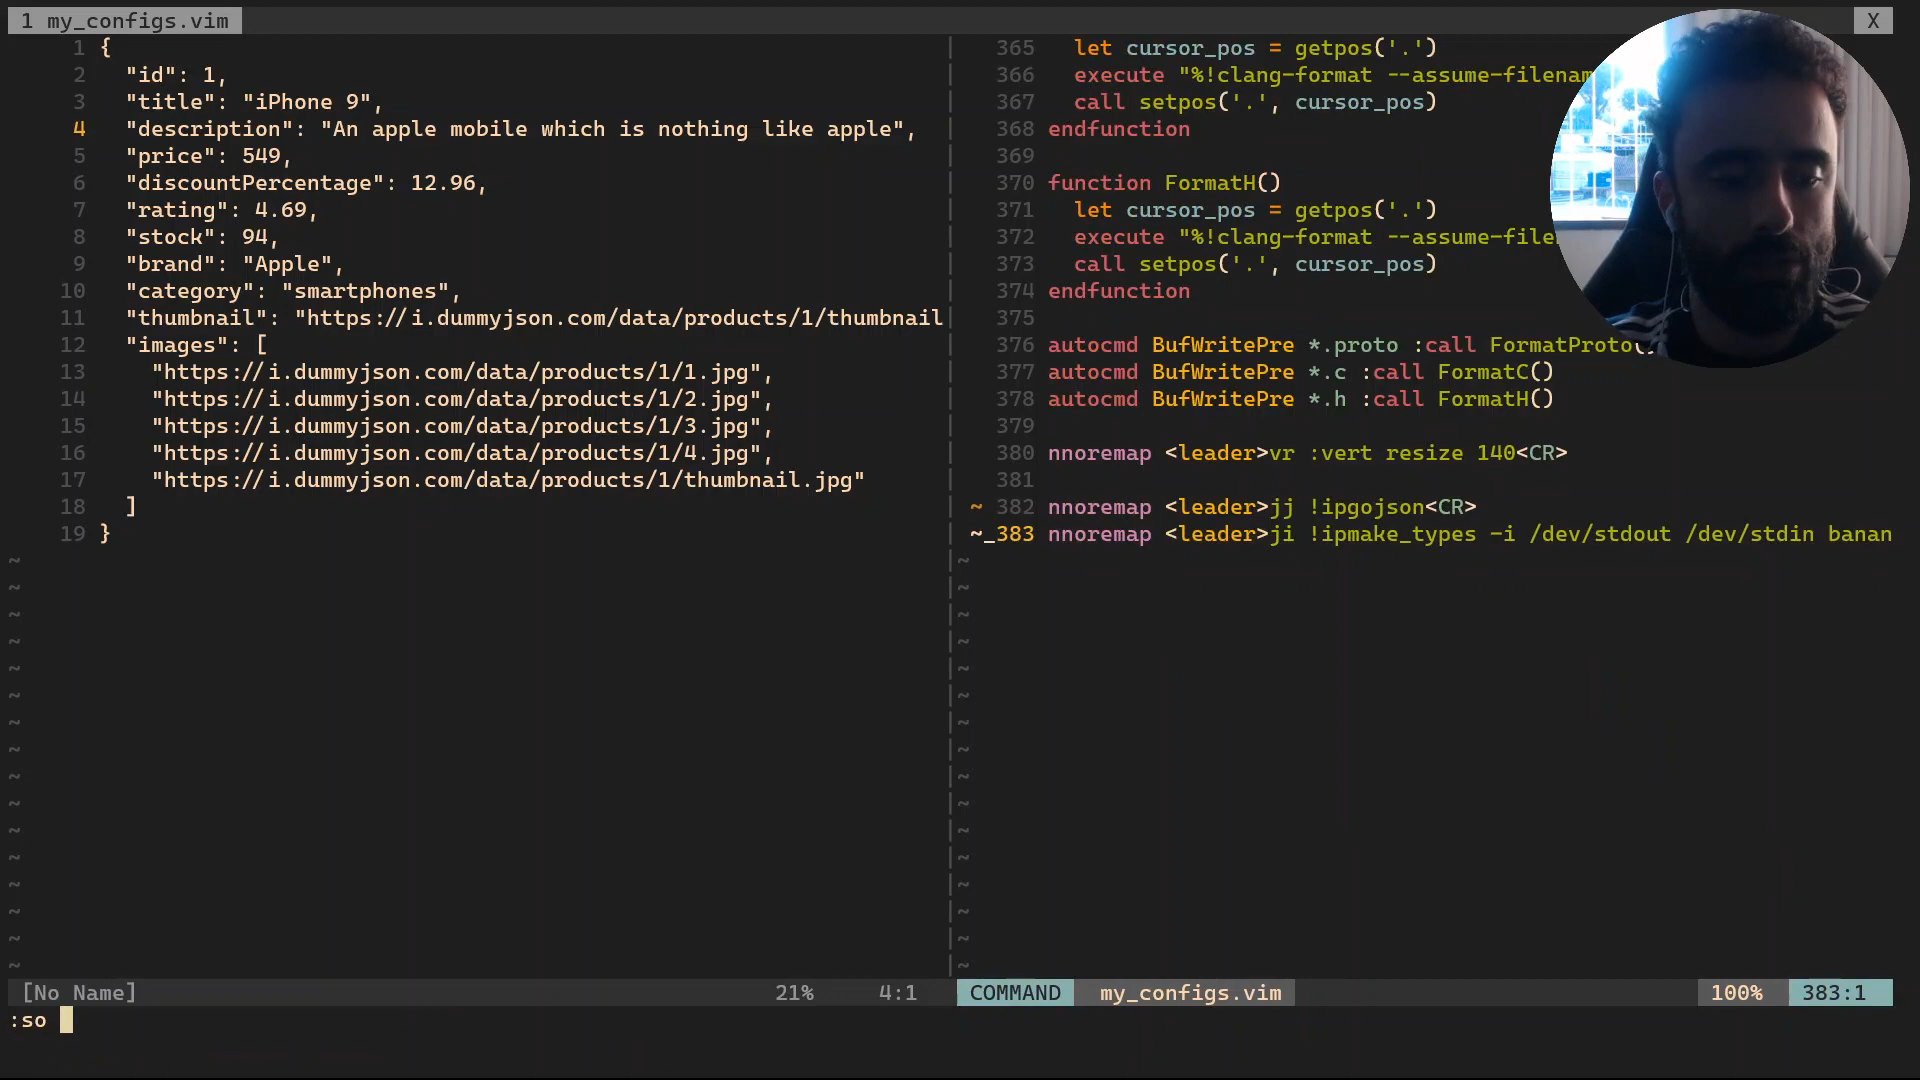 1 my_configs.vim X
1 {
2 "id": 1,
3 "title": "iPhone 9",
4 "description": "An apple mobile which is nothing like apple",
5 "price": 549,
6 "discountPercentage": 12.96,
7 "rating": 4.69,
8 "stock": 94,
9 "brand": "Apple",
10 "category": "smartphones",
11 "thumbnail": "https://i.dummyjson.com/data/products/1/thumbnail
12 "images": [
13 "https://i.dummyjson.com/data/products/1/1.jpg",
14 "https://i.dummyjson.com/data/products/1/2.jpg",
15 "https://i.dummyjson.com/data/products/1/3.jpg",
16 "https://i.dummyjson.com/data/products/1/4.jpg",
17 "https://i.dummyjson.com/data/products/1/thumbnail.jpg"
18 ]
19 }
365 let cursor_pos = getpos('.')
366 execute "%!clang-format --assume-filenam
367 call setpos('.', cursor_pos)
368 endfunction
369
370 function FormatH()
371 let cursor_pos = getpos('.')
372 execute "%!clang-format --assume-file
373 call setpos('.', cursor_pos)
374 endfunction
375
376 autocmd BufWritePre *.proto :call FormatProto()
377 autocmd BufWritePre *.c :call FormatC()
378 autocmd BufWritePre *.h :call FormatH()
379
380 nnoremap <leader>vr :vert resize 140<CR>
381
~ 382 nnoremap <leader>jj !ipgojson<CR>
~_383 nnoremap <leader>ji !ipmake_types -i /dev/stdout /dev/stdin banan
[No Name] 21% 4:1
COMMAND my_configs.vim 100% 383:1
:so